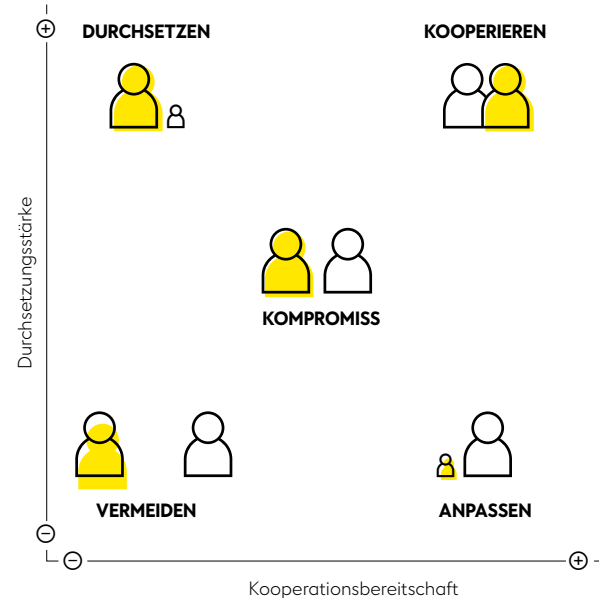 DURCHSETZEN
KOOPERIEREN
Durchsetzungsstärke
KOMPROMISS
VERMEIDEN
ANPASSEN
Kooperationsbereitschaft